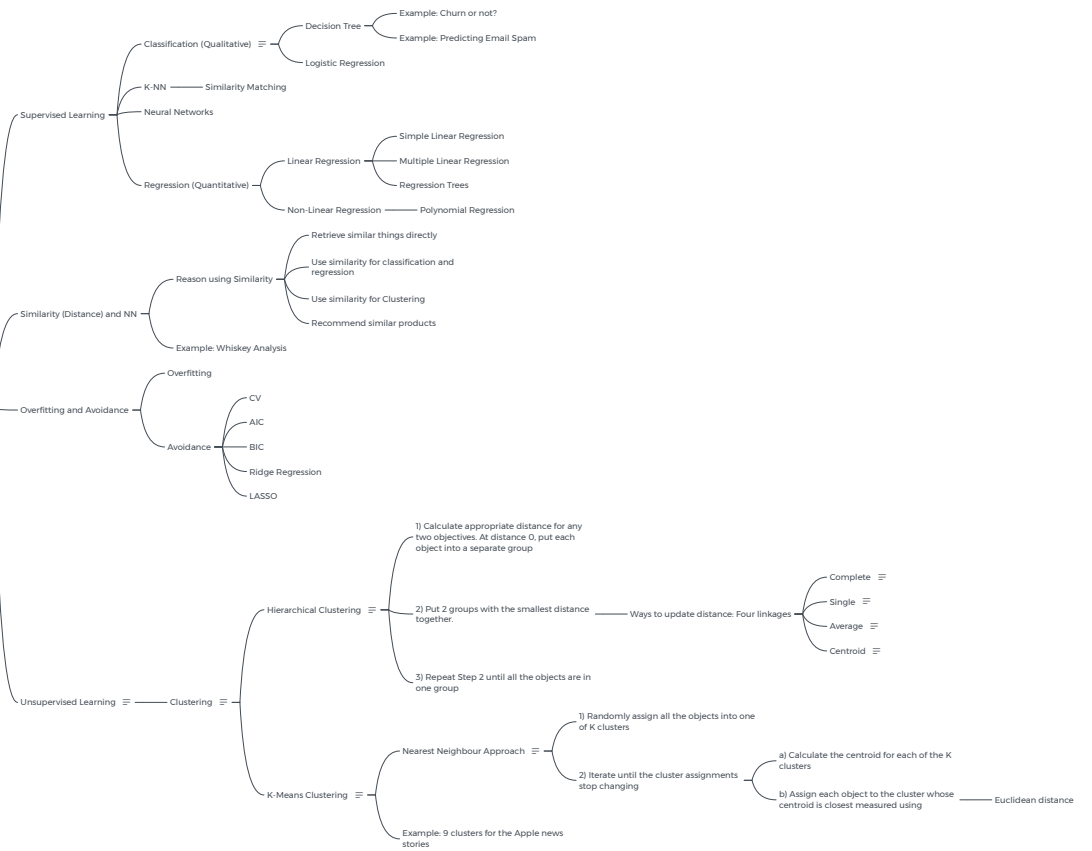 Example: Churn or not?
Decision Tree
Example: Predicting Email Spam
Classification (Qualitative)
Logistic Regression
K-NN
Similarity Matching
Neural Networks
Supervised Learning
Simple Linear Regression
Linear Regression
Multiple Linear Regression
Regression Trees
Regression (Quantitative)
Non-Linear Regression
Polynomial Regression
Retrieve similar things directly
Use similarity for classification and
regression
Reason using Similarity
Use similarity for Clustering
Recommend similar products
Similarity (Distance) and NN
Example: Whiskey Analysis
Overfitting
Overfitting and Avoidance
CV
AIC
Avoidance
BIC
Ridge Regression
LASSO
1) Calculate appropriate distance for any
two objectives. At distance 0, put each
object into a separate group
Hierarchical Clustering
2) Put 2 groups with the smallest distance
together.
Ways to update distance: Four linkages
Complete
Single
Average
Centroid
3) Repeat Step 2 until all the objects are in
one group
Unsupervised Learning
Clustering
1) Randomly assign all the objects into one
of K clusters
Nearest Neighbour Approach
2) Iterate until the cluster assignments
stop changing
a) Calculate the centroid for each of the K
clusters
b) Assign each object to the cluster whose
centroid is closest measured using
Euclidean distance
K-Means Clustering
Example: 9 clusters for the Apple news
stories